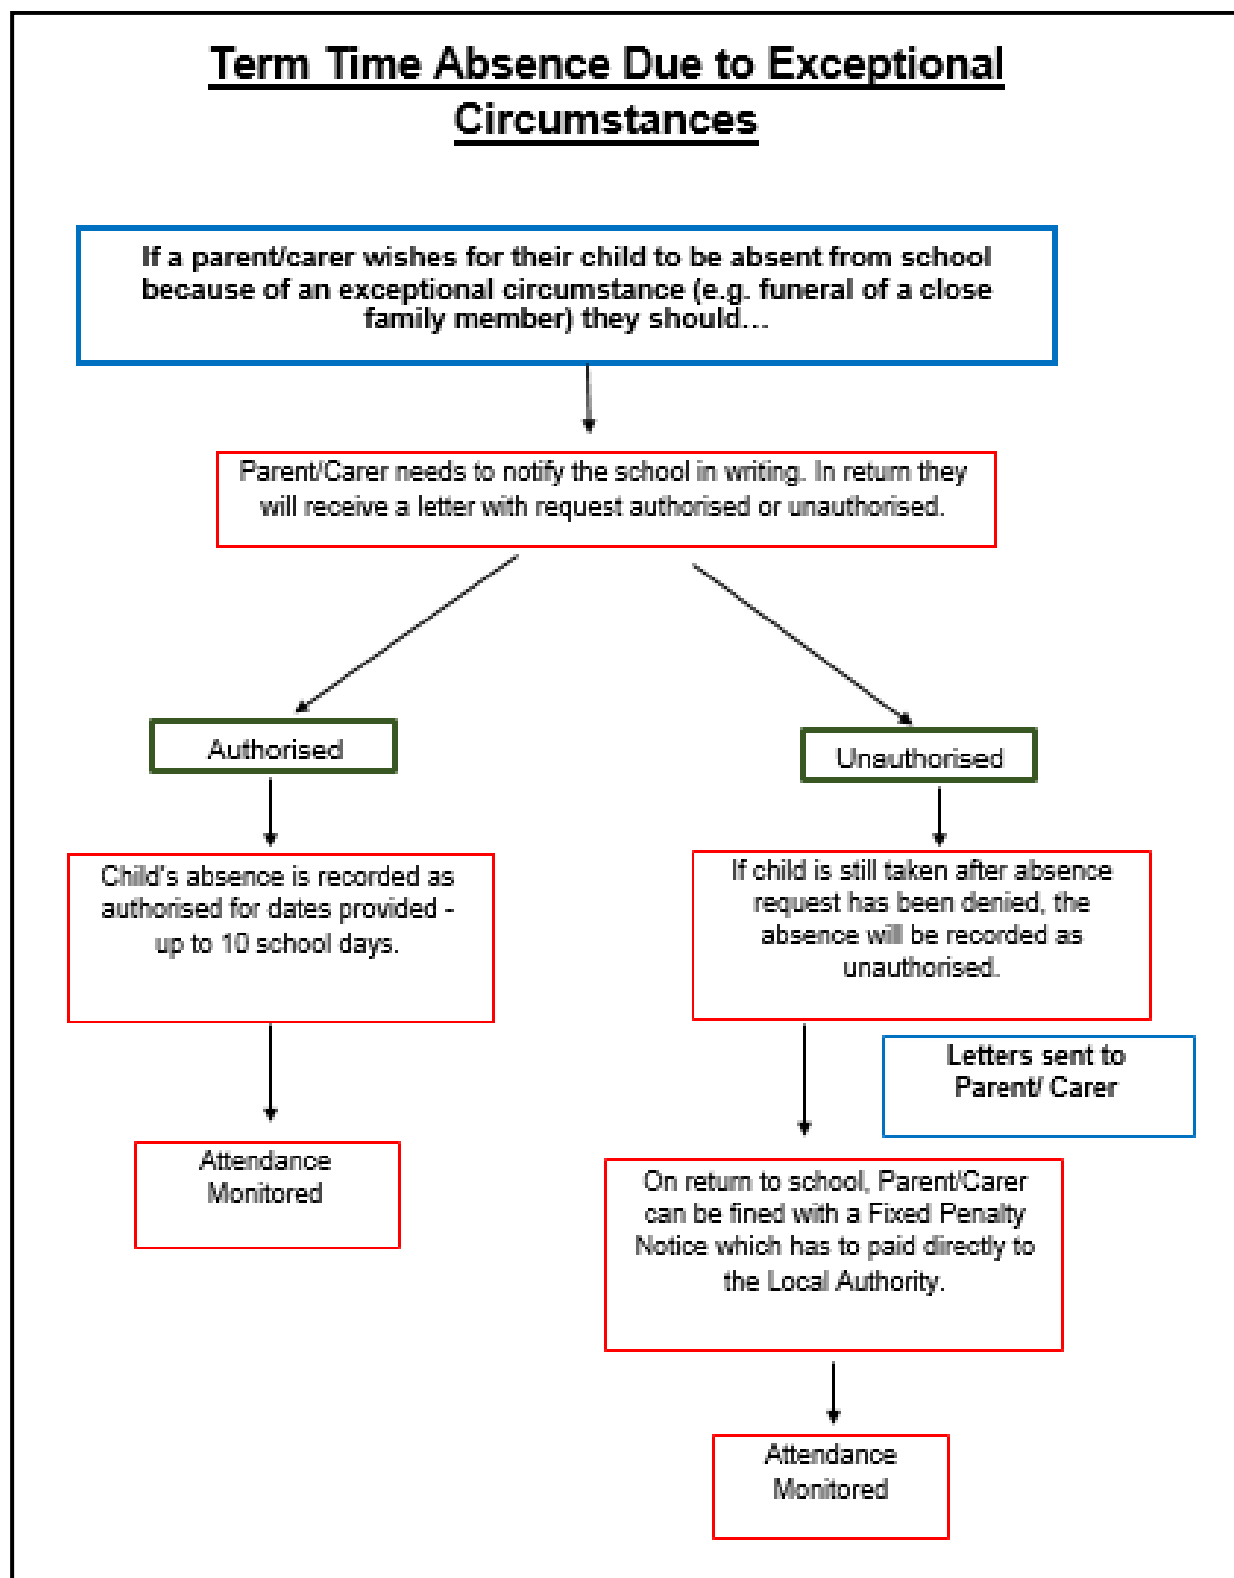 Term Time Absence Due to Exceptional
Circumstances
If a parent/carer wishes for their child to be absent from school
because of an exceptional circumstance (e.g. funeral of a close
family member) they should…
Parent/Carer needs to notify the school in writing. In return they
will receive a letter with request authorised or unauthorised.
Authorised
Unauthorised
Child's absence is recorded as
authorised for dates provided -
up to 10 school days.
If child is still taken after absence
request has been denied, the
absence will be recorded as
unauthorised.
Letters sent to
Parent/ Carer
Attendance
Monitored
On return to school, Parent/Carer
can be fined with a Fixed Penalty
Notice which has to paid directly to
the Local Authority.
Attendance
Monitored